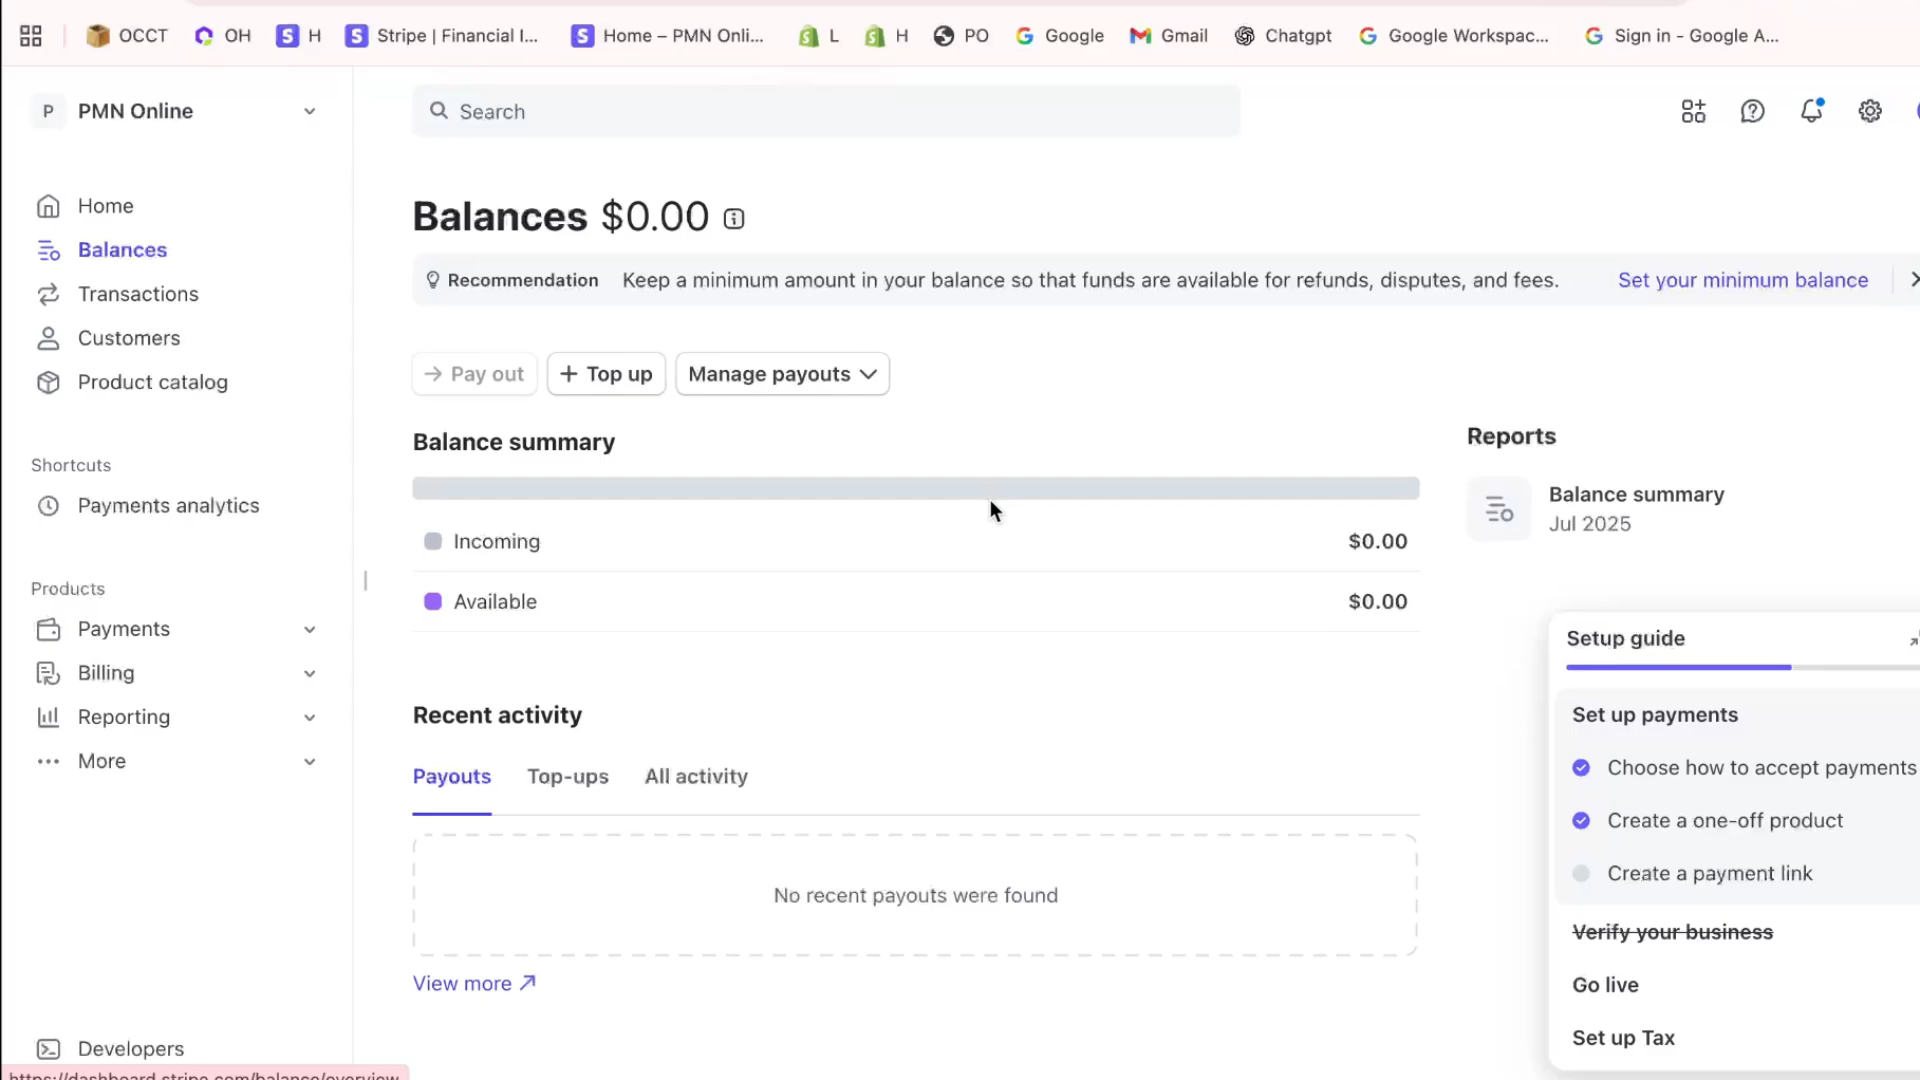 OCCT
OH
H
Stripe | Financial I...
Home – PMN Onli...
L
H
PO
Google
Gmail
Chatgpt
Google Workspac...
Sign in - Google A...
P
PMN Online
Search
Home
Balances
Transactions
Customers
Product catalog
Shortcuts
Payments analytics
Products
Payments
Billing
Reporting
More
Developers
Balances $0.00
Recommendation Keep a minimum amount in your balance so that funds are available for refunds, disputes, and fees. Set your minimum balance
Pay out
Top up
Manage payouts
Balance summary
Incoming $0.00
Available $0.00
Recent activity
Payouts Top-ups All activity
No recent payouts were found
View more
Reports
Balance summary
Jul 2025
Setup guide
Set up payments
Choose how to accept payments
Create a one-off product
Create a payment link
Verify your business
Go live
Set up Tax
https://dashboard.stripe.com/balance/overview